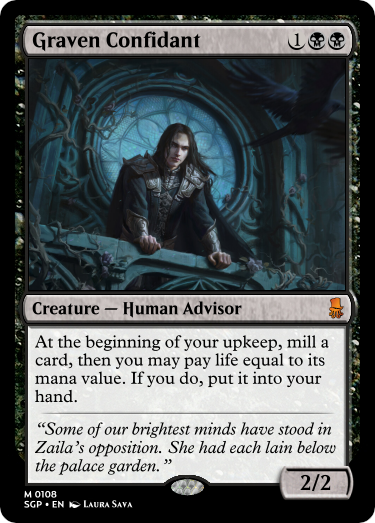 Graven Confidant 1
Creature — Human Advisor
At the beginning of your upkeep, mill a
card, then you may pay life equal to its
mana value. If you do, put it into your
hand.
“Some of our brightest minds have stood in
Zaila’s opposition. She had each lain below
the palace garden.”
2/2
M 0108
SGP • EN Laura Sava